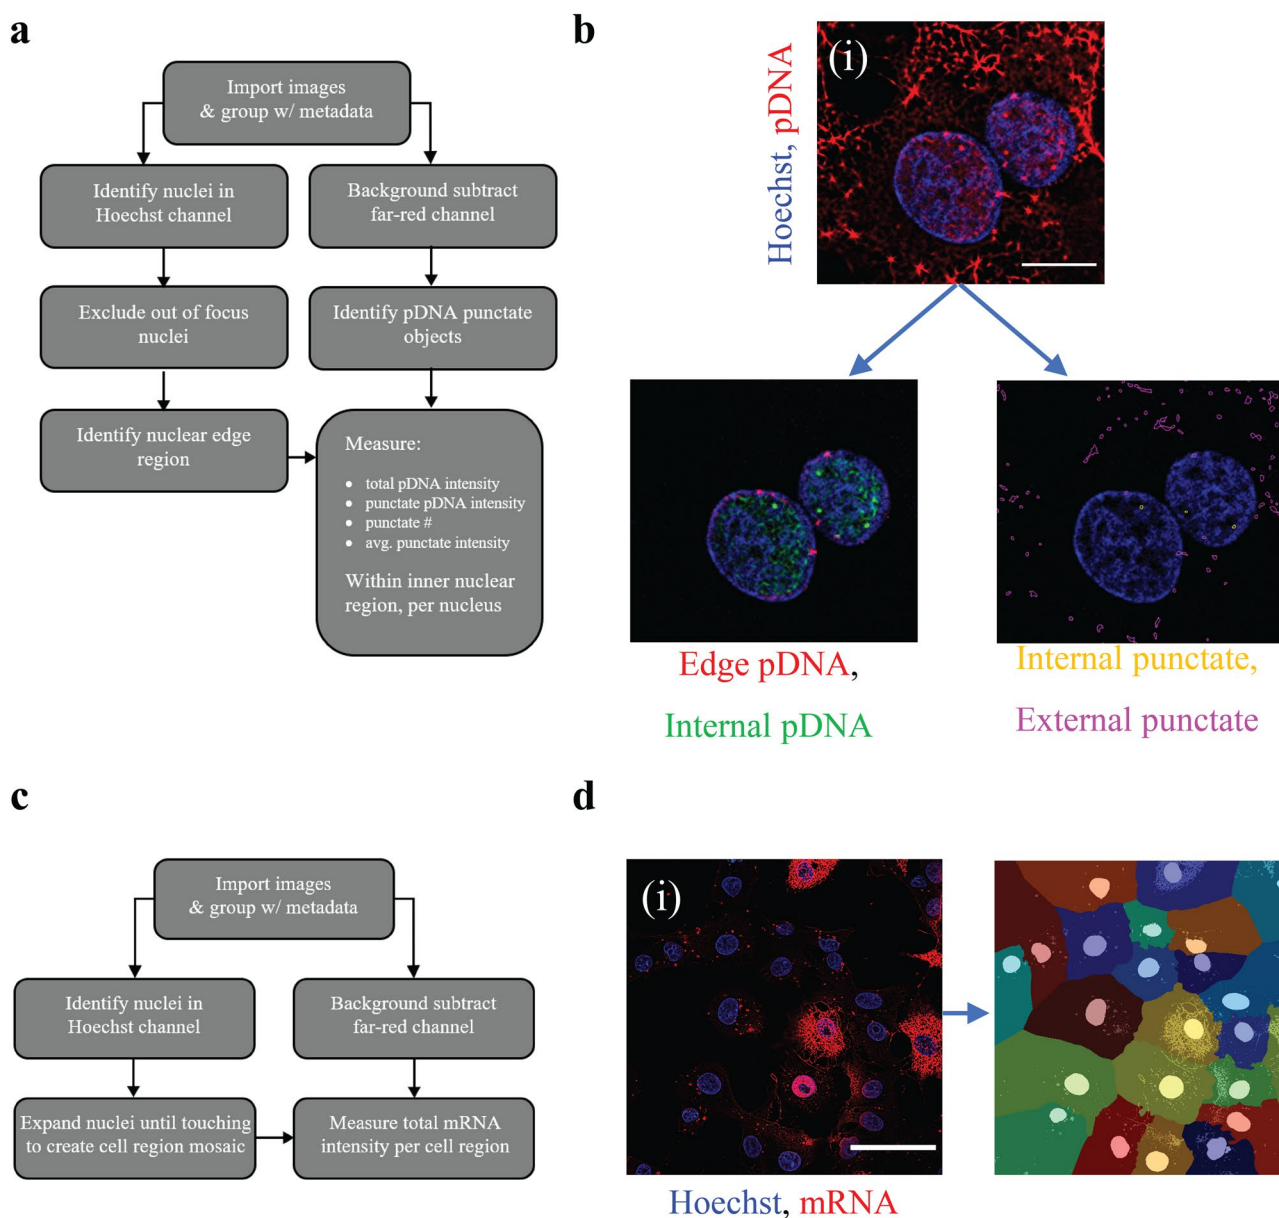 a
Import images
& group w/ metadata
Identify nuclei in
Hoechst channel
Background subtract
far-red channel
Exclude out of focus
nuclei
Identify pDNA punctate
objects
Identify nuclear edge
region
Measure:
• total pDNA intensity
• punctate pDNA intensity
• punctate #
• avg. punctate intensity
Within inner nuclear
region, per nucleus
b
Hoechst, pDNA
(i)
Edge pDNA,
Internal pDNA
Internal punctate,
External punctate
c
Import images
& group w/ metadata
Identify nuclei in
Hoechst channel
Background subtract
far-red channel
Expand nuclei until touching
to create cell region mosaic
Measure total mRNA
intensity per cell region
d
(i)
Hoechst, mRNA